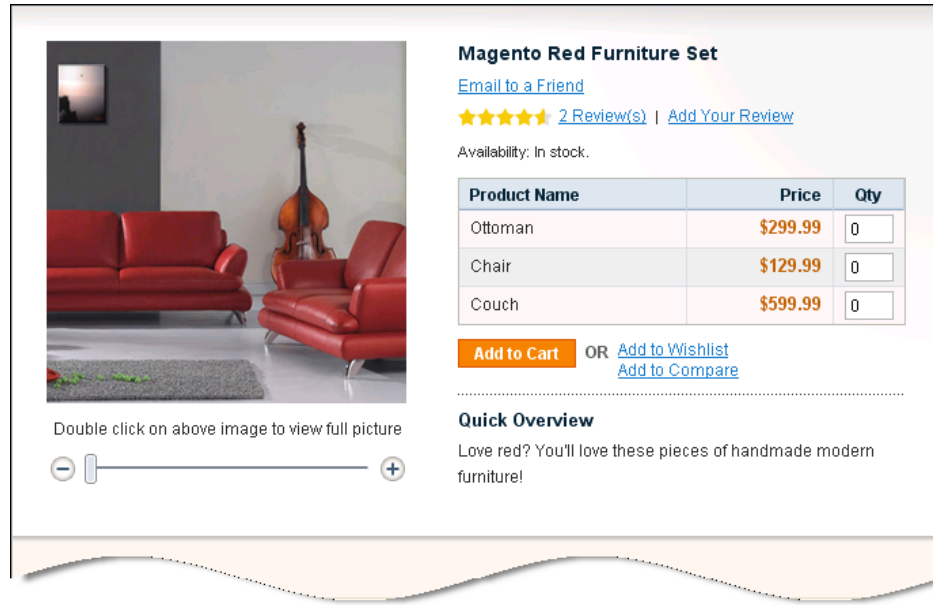 Magento Red Furniture Set
Email to a Friend
2 Review(s) | Add Your Review
Availability: In stock.
Product Name Price Qty
Ottoman $299.99 0
Chair $129.99 0
Couch $599.99 0
Add to Cart OR Add to Wishlist
Add to Compare
Double click on above image to view full picture
Quick Overview
Love red? You'll love these pieces of handmade modern
furniture!